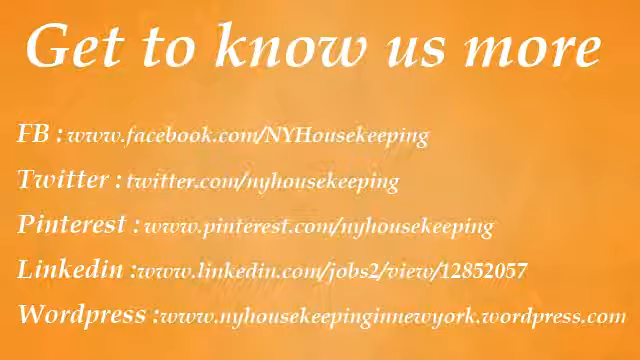 Get to know us more
FB : www.facebook.com/NYHousekeeping
Twitter : twitter.com/nyhousekeeping
Pinterest : www.pinterest.com/nyhousekeeping
Linkedin :www.linkedin.com/jobs2/view/12852057
Wordpress :www.nyhousekeepinginnewyork.wordpress.com